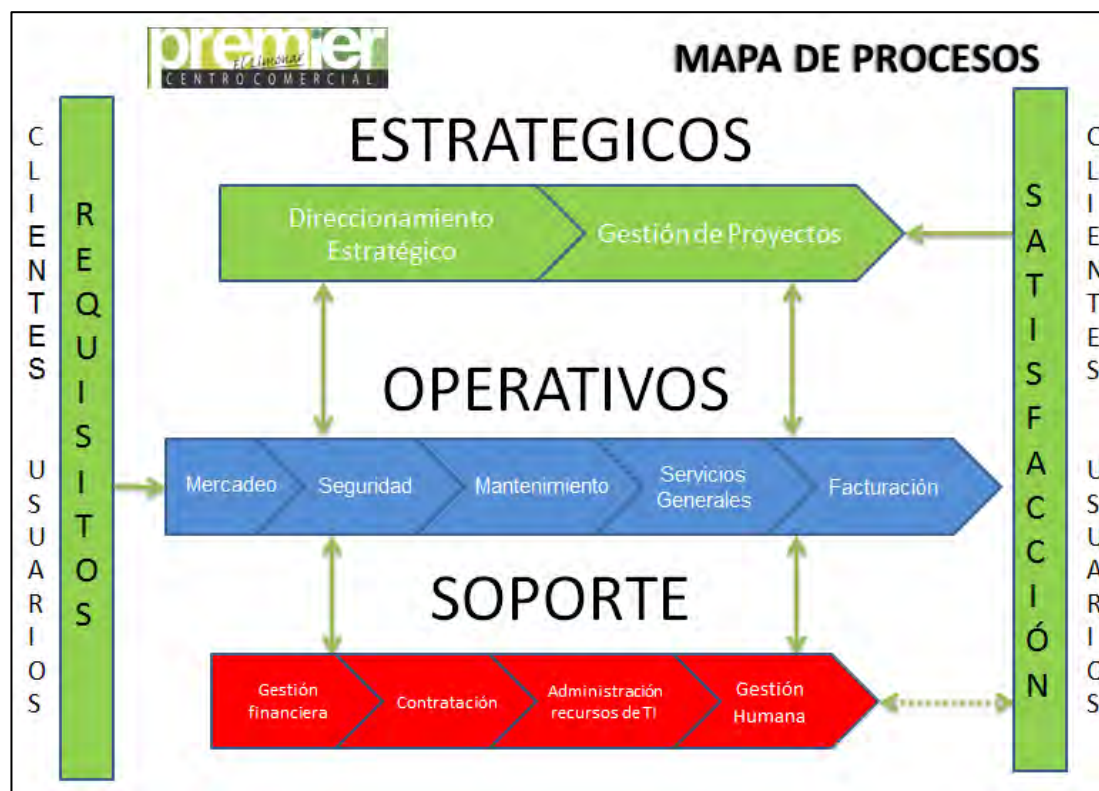 premier
El Limonar
CENTRO COMERCIAL
MAPA DE PROCESOS
CLIENTES
USUARIOS
REQUISITOS
ESTRATEGICOS
Direccionamiento
Estratégico
Gestión de Proyectos
OPERATIVOS
Mercadeo
Seguridad
Mantenimiento
Servicios
Generales
Facturación
SOPORTE
Gestión
financiera
Contratación
Administración
recursos de TI
Gestión
Humana
SATISFACCIÓN
CLIENTES
USUARIOS